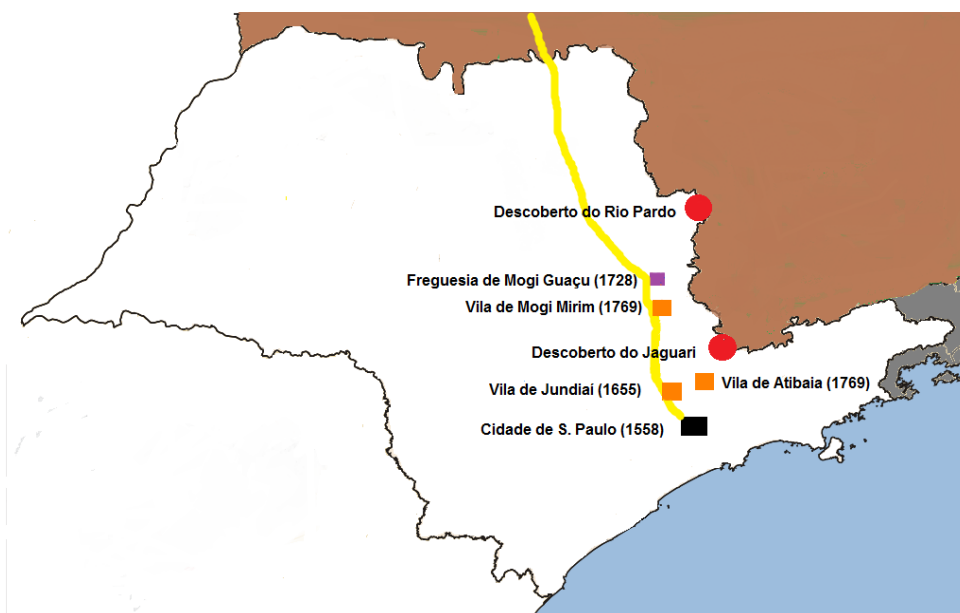 Descoberto do Rio Pardo
Freguesia de Mogi Guaçu (1728)
Vila de Mogi Mirim (1769)
Descoberto do Jaguari
Vila de Jundiaí (1655)
Vila de Atibaia (1769)
Cidade de S. Paulo (1558)